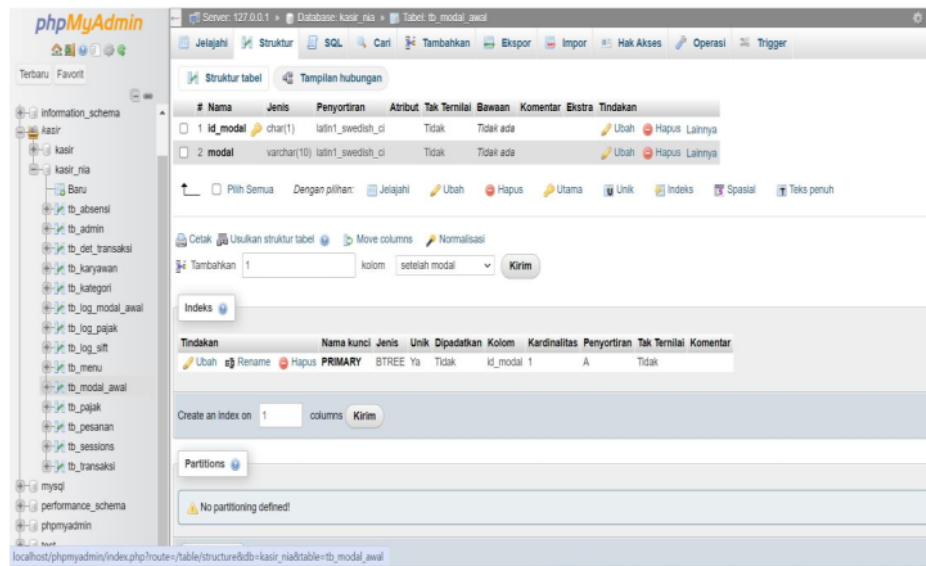 phpMyAdmin
Terbaru Favorit
information_schema
kasir
kasir
kasir_nia
Baru
tb_absensi
tb_admin
tb_det_transaksi
tb_karyawan
tb_kategori
tb_log_modal_awal
tb_log_pajak
tb_log_sift
tb_menu
tb_modal_awal
tb_pajak
tb_pesanan
tb_sessions
tb_transaksi
mysql
performance_schema
phpmyadmin
test
Server: 127.0.0.1 » Database: kasir_nia » Tabel: tb_modal_awal
Jelajahi Struktur SQL Cari Tambahkan Ekspor Impor Hak Akses Operasi Trigger
Struktur tabel Tampilan hubungan
# Nama Jenis Penyortiran Atribut Tak Ternilai Bawaan Komentar Ekstra Tindakan
1 id_modal char(1) latin1_swedish_ci Tidak Tidak ada Ubah Hapus Lainnya
2 modal varchar(10) latin1_swedish_ci Tidak Tidak ada Ubah Hapus Lainnya
Pilih Semua Dengan pilihan: Jelajahi Ubah Hapus Utama Unik Indeks Spasial Teks penuh
Cetak Usulkan struktur tabel Move columns Normalisasi
Tambahkan 1 kolom setelah modal Kirim
Indeks
Tindakan Nama kunci Jenis Unik Dipadatkan Kolom Kardinalitas Penyortiran Tak Ternilai Komentar
Ubah Rename Hapus PRIMARY BTREE Ya Tidak id_modal 1 A Tidak
Create an index on 1 columns Kirim
Partitions
No partitioning defined!
localhost/phpmyadmin/index.php?route=/table/structure&db=kasir_nia&table=tb_modal_awal